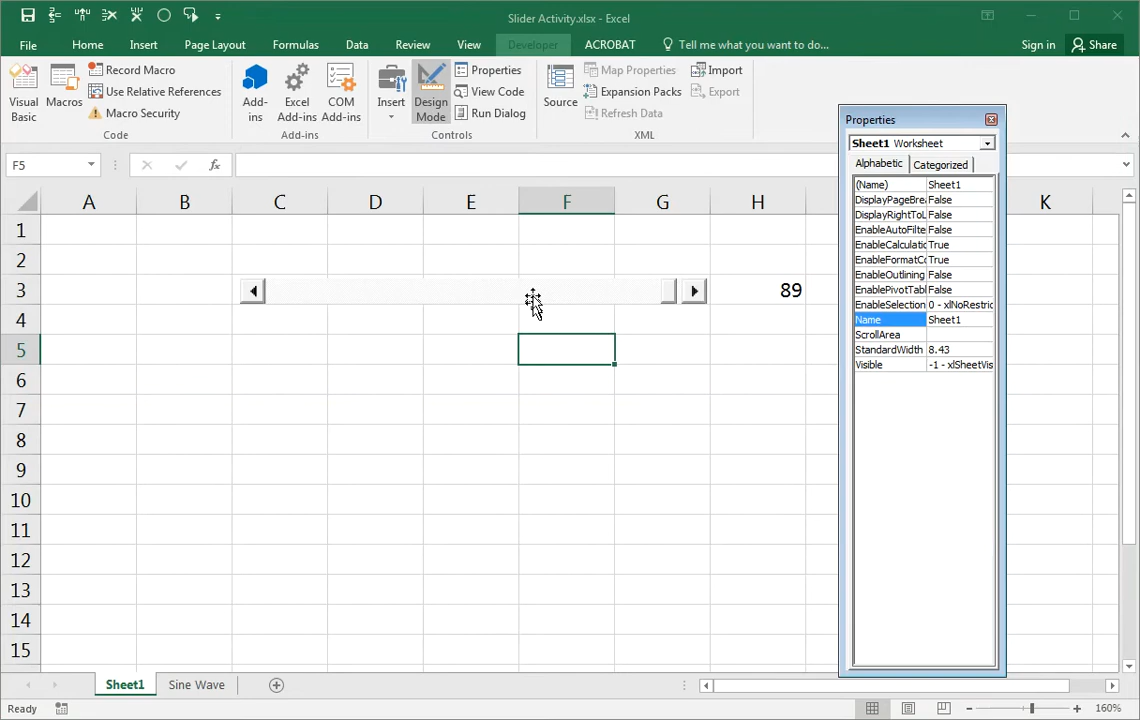 Slider Activity.xlsx - Excel
File Home Insert Page Layout Formulas Data Review View Developer ACROBAT Tell me what you want to do... Sign in Share
Visual Basic
Macros
Record Macro
Use Relative References
Macro Security
Code
Add-ins
Excel Add-ins
COM Add-ins
Add-ins
Insert
Design Mode
Properties
View Code
Run Dialog
Controls
Source
Map Properties
Expansion Packs
Refresh Data
Import
Export
XML
F5
fx
A B C D E F G H K
1
2
3 89
4
5
6
7
8
9
10
11
12
13
14
15
Properties
Sheet1 Worksheet
Alphabetic Categorized
(Name) Sheet1
DisplayPageBrea False
DisplayRightToL False
EnableAutoFilte False
EnableCalculatio True
EnableFormatCo True
EnableOutlining False
EnablePivotTabl False
EnableSelection 0 - xlNoRestric
Name Sheet1
ScrollArea
StandardWidth 8.43
Visible -1 - xlSheetVis
Sheet1 Sine Wave
Ready 160%